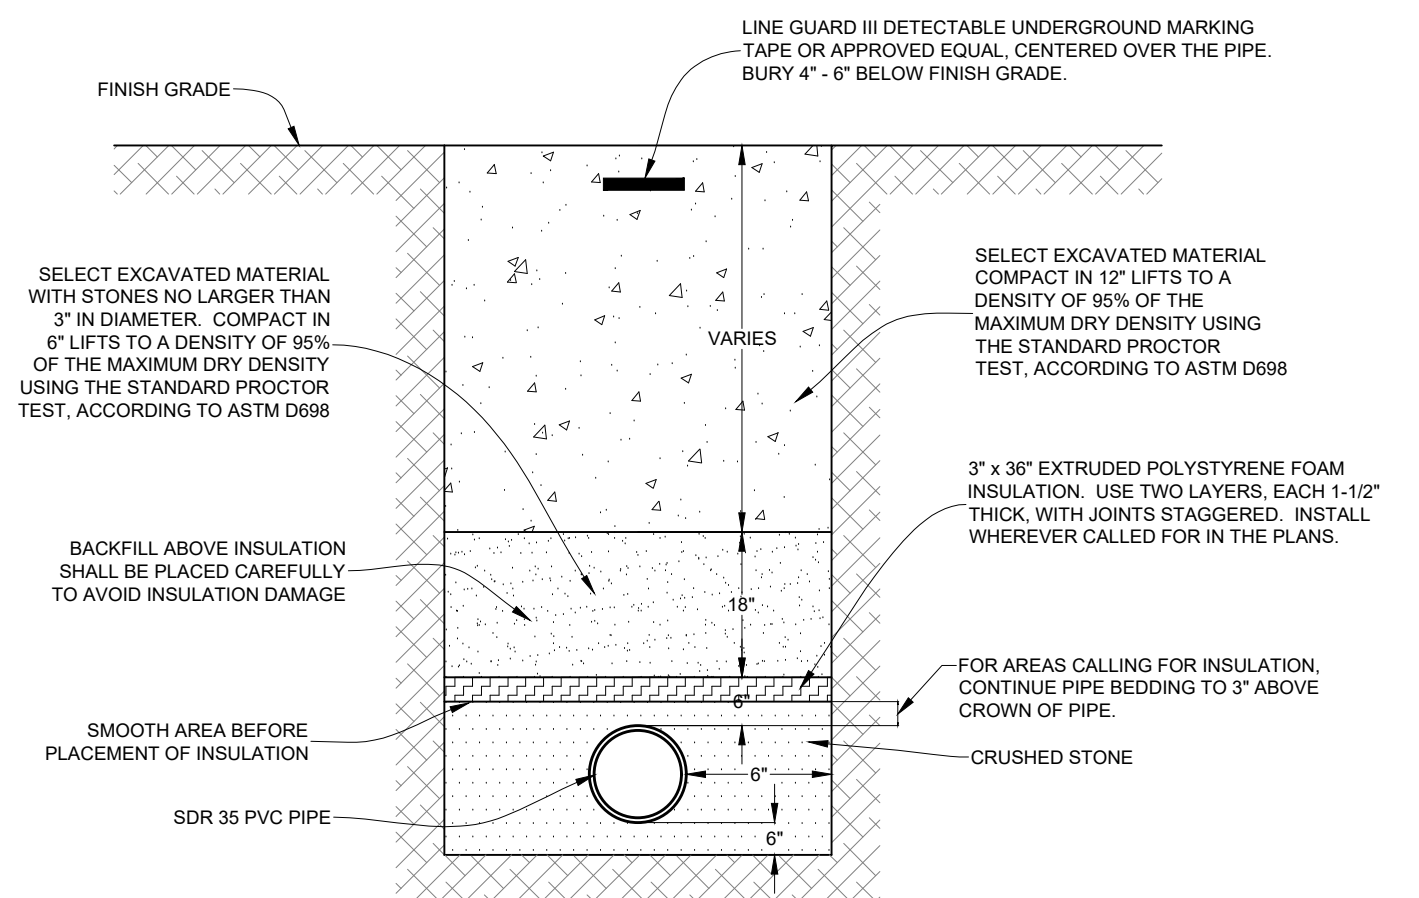 LINE GUARD III DETECTABLE UNDERGROUND MARKING
TAPE OR APPROVED EQUAL, CENTERED OVER THE PIPE.
BURY 4" - 6" BELOW FINISH GRADE.
FINISH GRADE
SELECT EXCAVATED MATERIAL
WITH STONES NO LARGER THAN
3" IN DIAMETER. COMPACT IN
6" LIFTS TO A DENSITY OF 95%
OF THE MAXIMUM DRY DENSITY
USING THE STANDARD PROCTOR
TEST, ACCORDING TO ASTM D698
SELECT EXCAVATED MATERIAL
COMPACT IN 12" LIFTS TO A
DENSITY OF 95% OF THE
MAXIMUM DRY DENSITY USING
THE STANDARD PROCTOR
TEST, ACCORDING TO ASTM D698
VARIES
3" x 36" EXTRUDED POLYSTYRENE FOAM
INSULATION. USE TWO LAYERS, EACH 1-1/2"
THICK, WITH JOINTS STAGGERED. INSTALL
WHEREVER CALLED FOR IN THE PLANS.
BACKFILL ABOVE INSULATION
SHALL BE PLACED CAREFULLY
TO AVOID INSULATION DAMAGE
18"
FOR AREAS CALLING FOR INSULATION,
CONTINUE PIPE BEDDING TO 3" ABOVE
CROWN OF PIPE.
6"
SMOOTH AREA BEFORE
PLACEMENT OF INSULATION
CRUSHED STONE
6"
SDR 35 PVC PIPE
6"